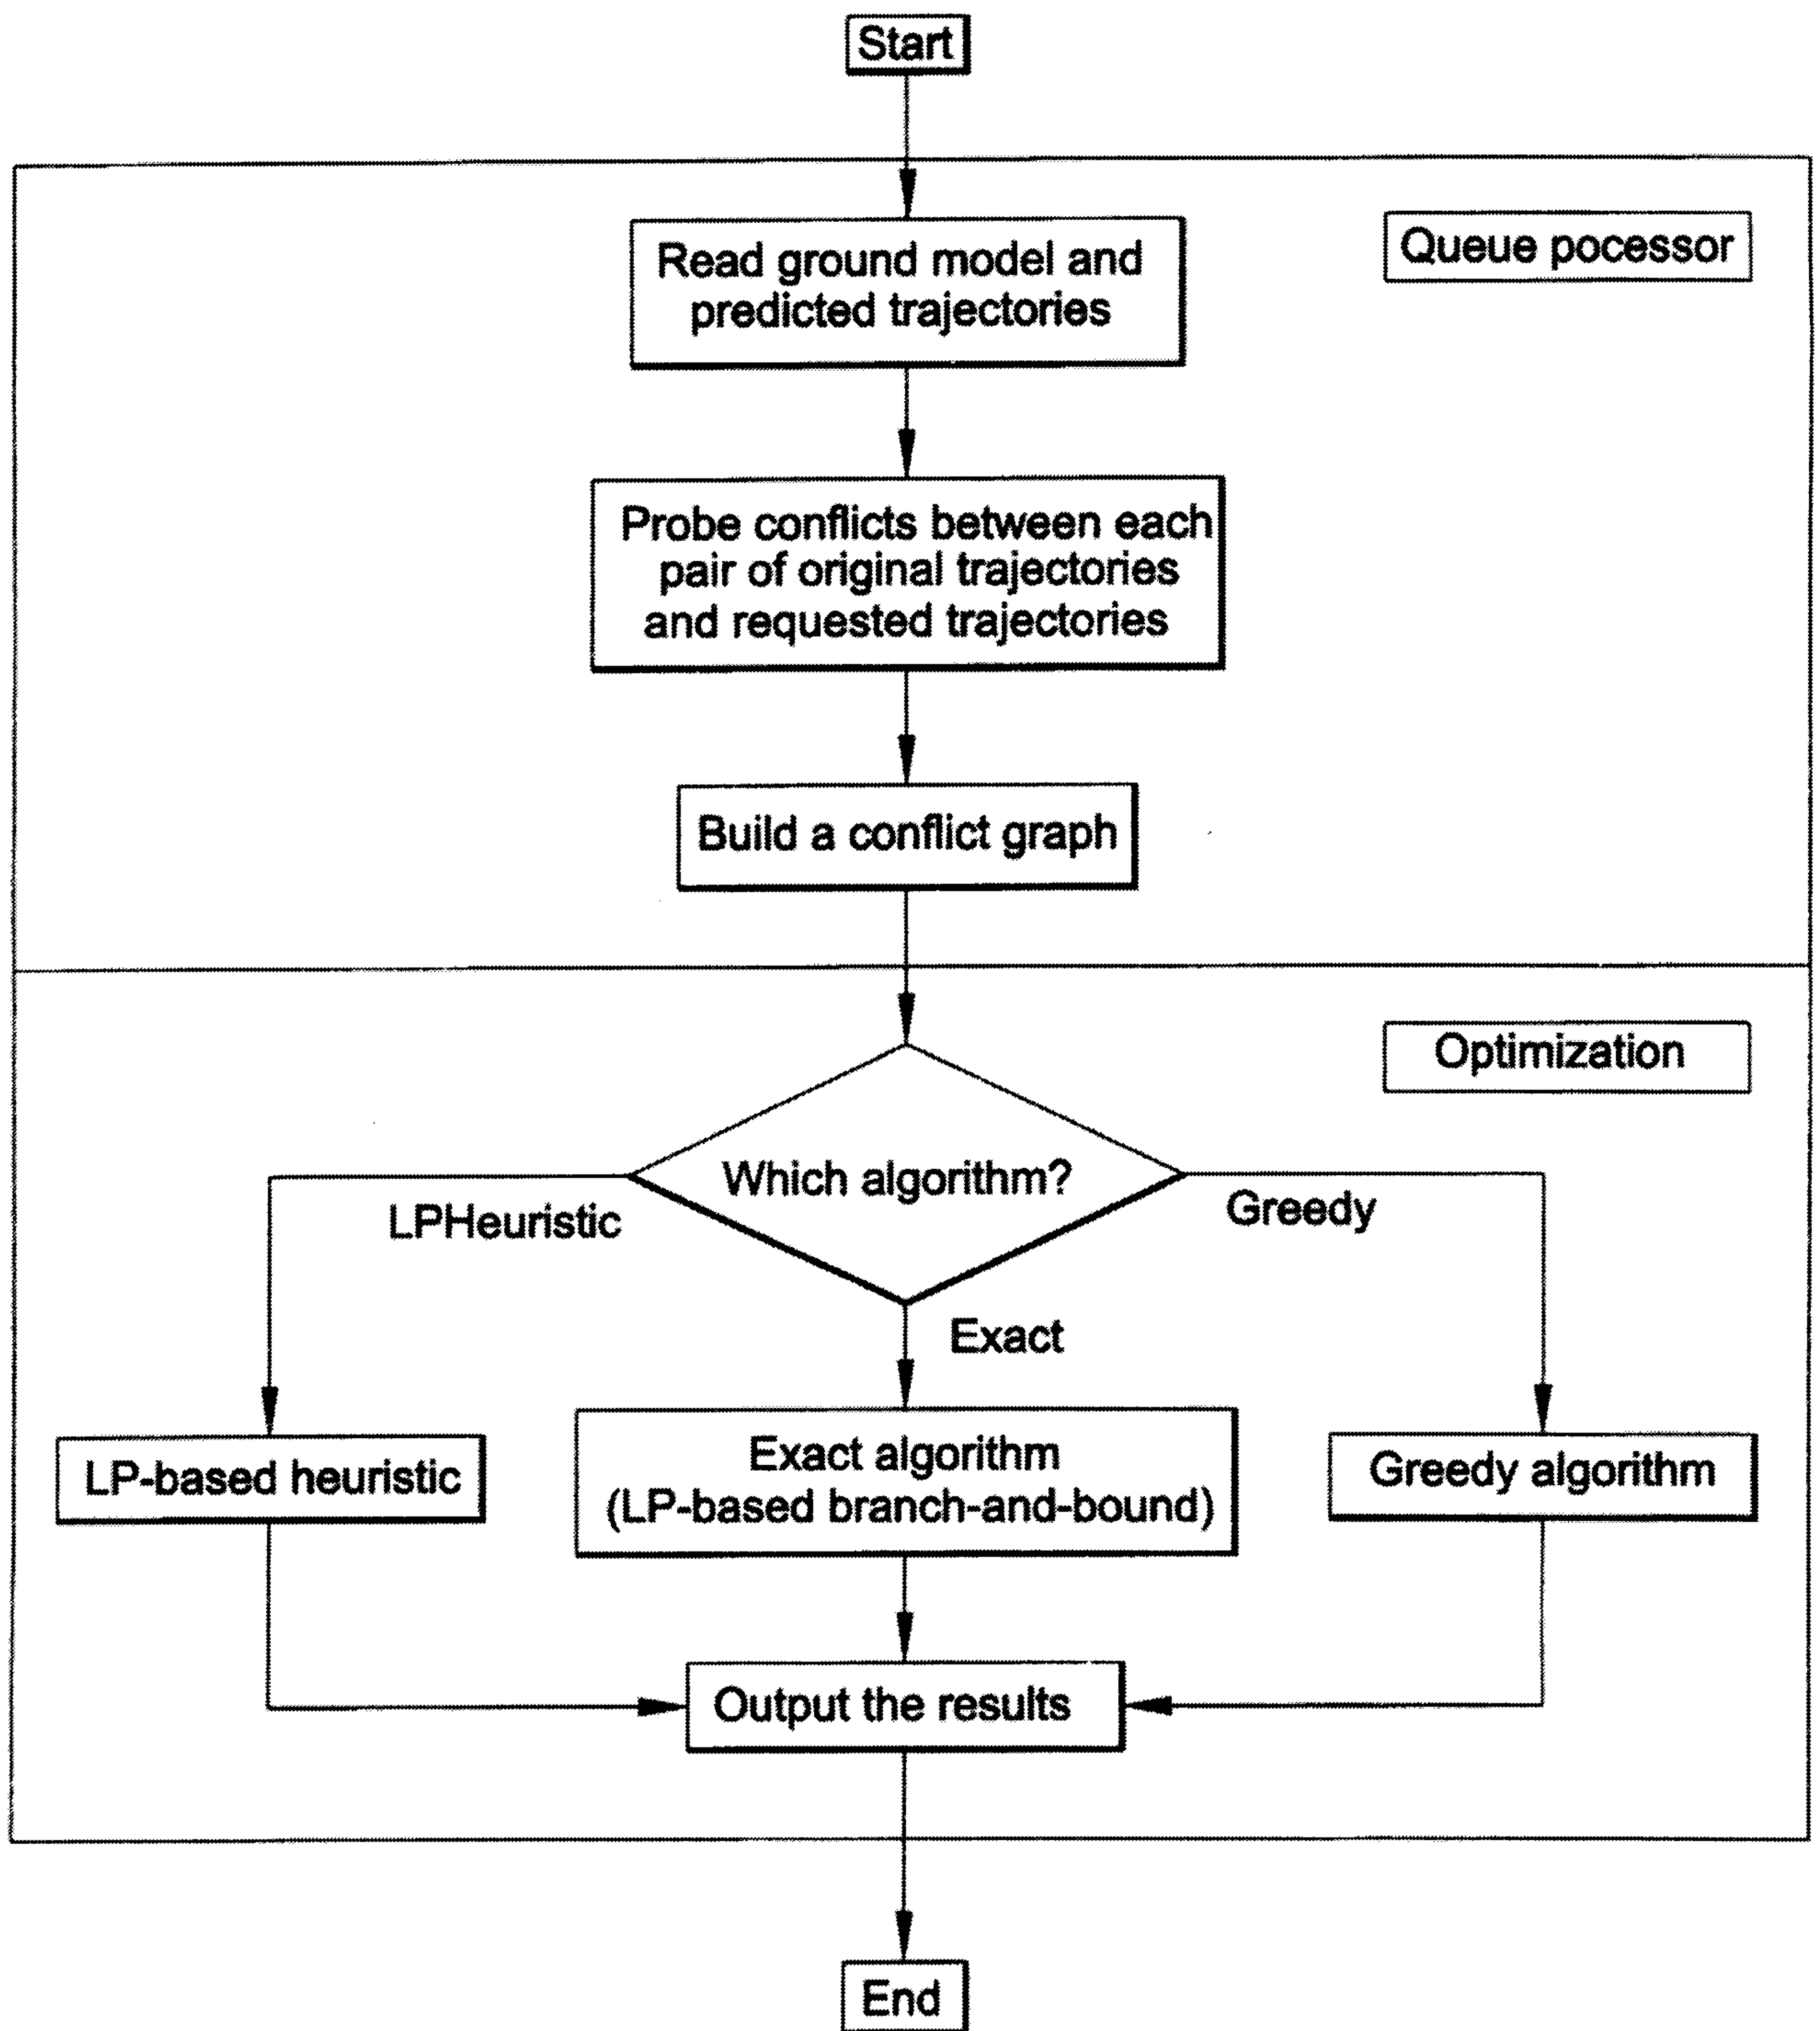 Start
Read ground model and
predicted trajectories
Queue pocessor
Probe conflicts between each
pair of original trajectories
and requested trajectories
Build a conflict graph
Optimization
Which algorithm?
LPHeuristic
Greedy
Exact
LP-based heuristic
Exact algorithm
(LP-based branch-and-bound)
Greedy algorithm
Output the results
End